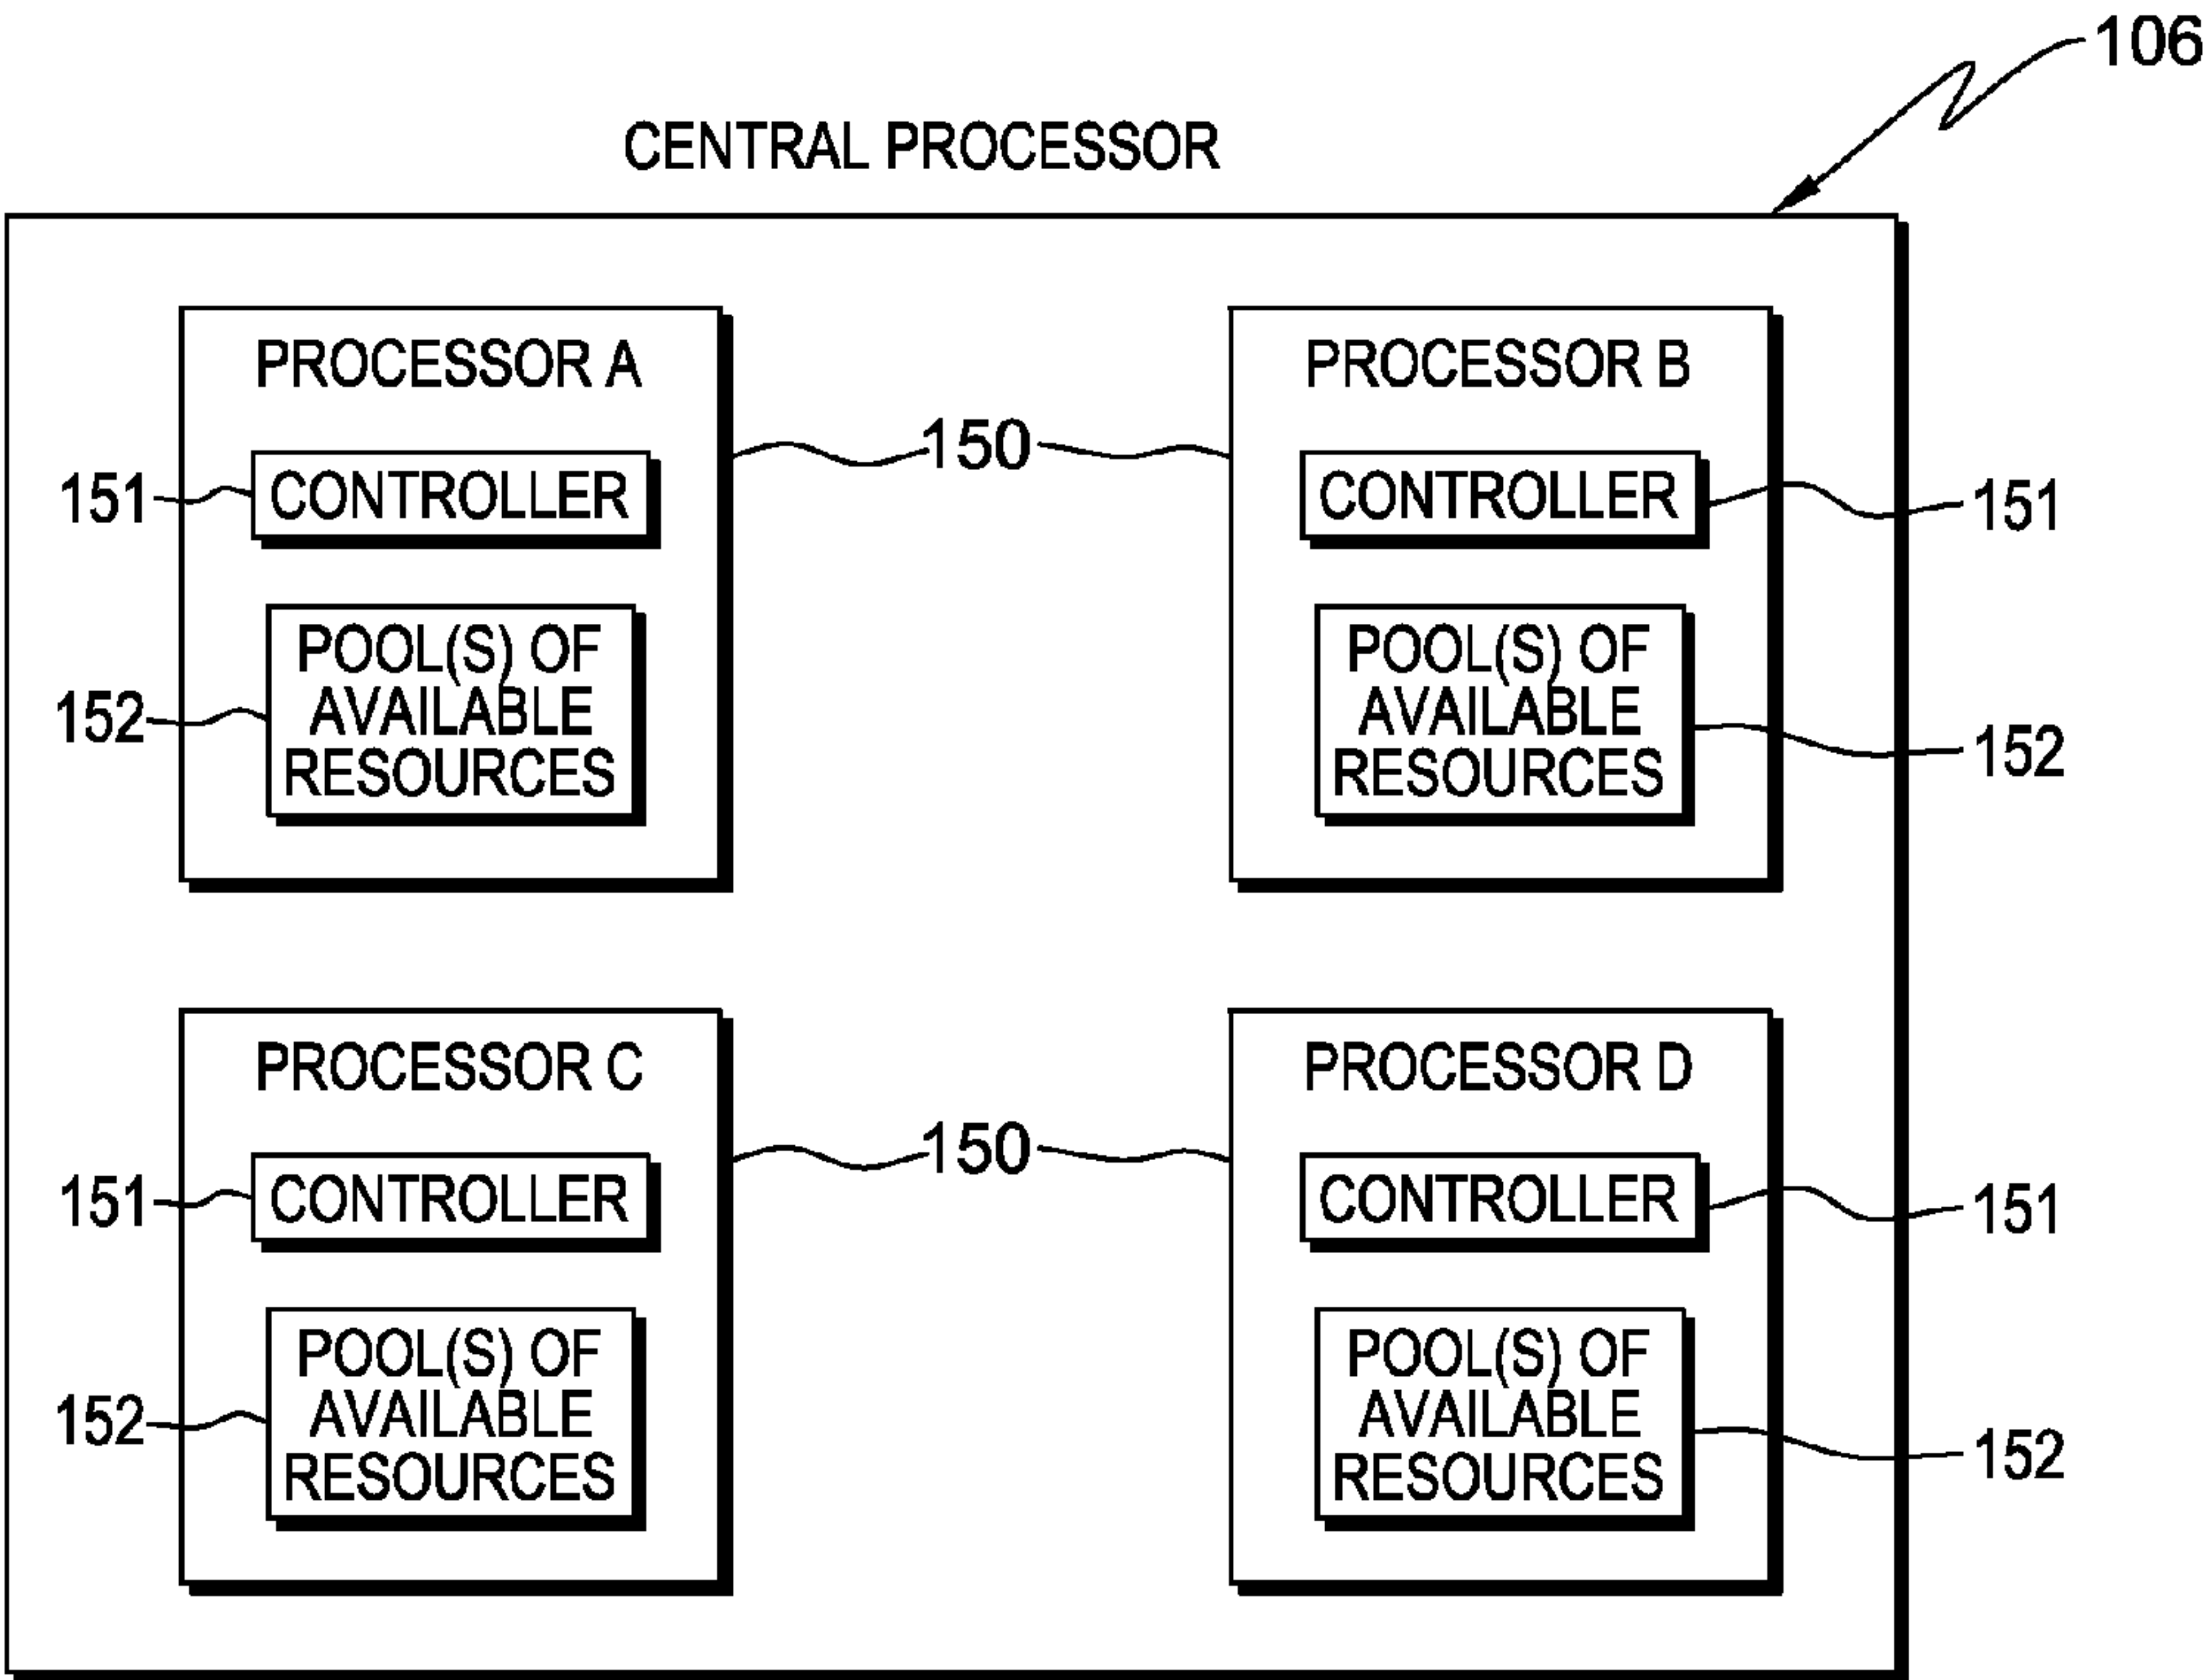 106
CENTRAL PROCESSOR
PROCESSOR A
150
PROCESSOR B
151
CONTROLLER
CONTROLLER
151
152
POOL(S) OF
AVAILABLE
RESOURCES
POOL(S) OF
AVAILABLE
RESOURCES
152
PROCESSOR C
150
PROCESSOR D
151
CONTROLLER
CONTROLLER
151
152
POOL(S) OF
AVAILABLE
RESOURCES
POOL(S) OF
AVAILABLE
RESOURCES
152